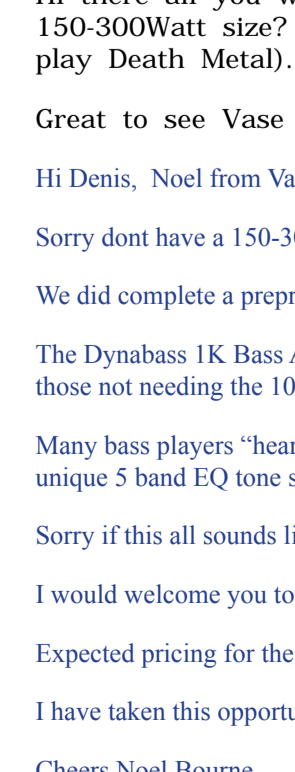 Hi there all you w
150-300Watt size?
play Death Metal).
Great to see Vase
Hi Denis, Noel from Va
Sorry dont have a 150-30
We did complete a prepr
The Dynabass 1K Bass A
those not needing the 10
Many bass players “hear
unique 5 band EQ tone s
Sorry if this all sounds li
I would welcome you to
Expected pricing for the
I have taken this opportu
Cheers Noel Bourne